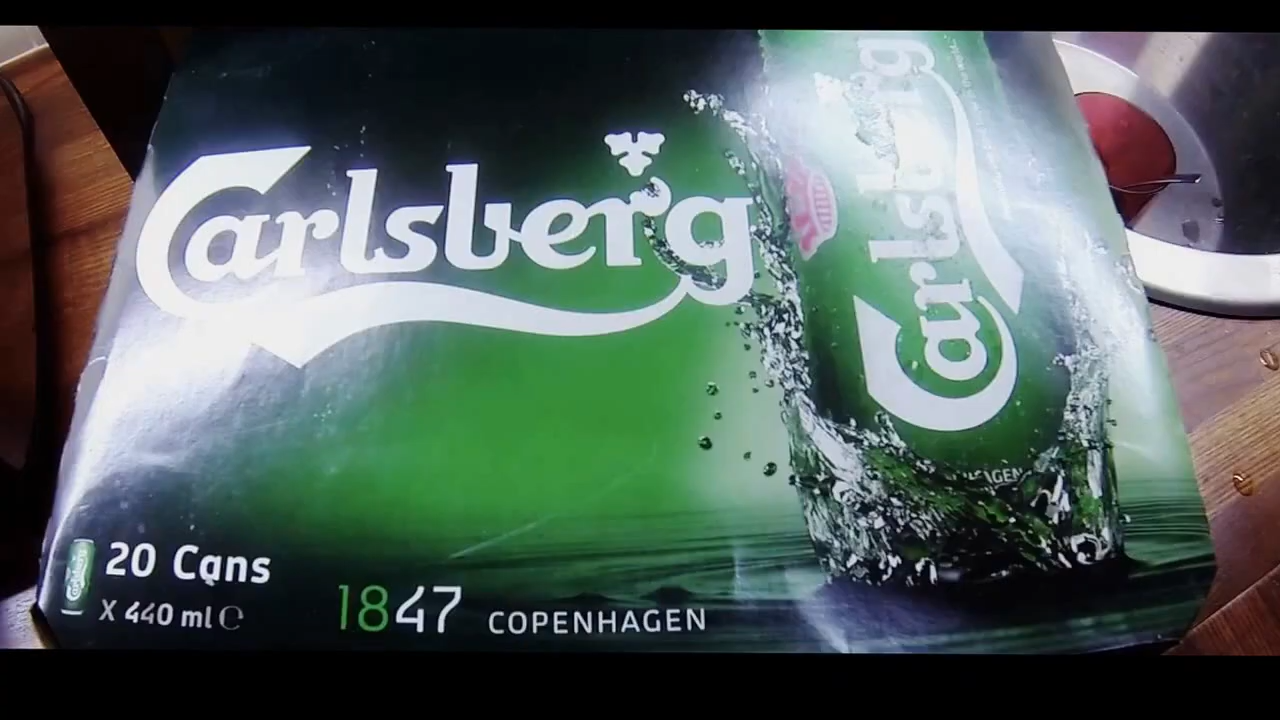 Carlsberg
Carlsberg
20 Cans
X 440 ml ℮
1847 COPENHAGEN